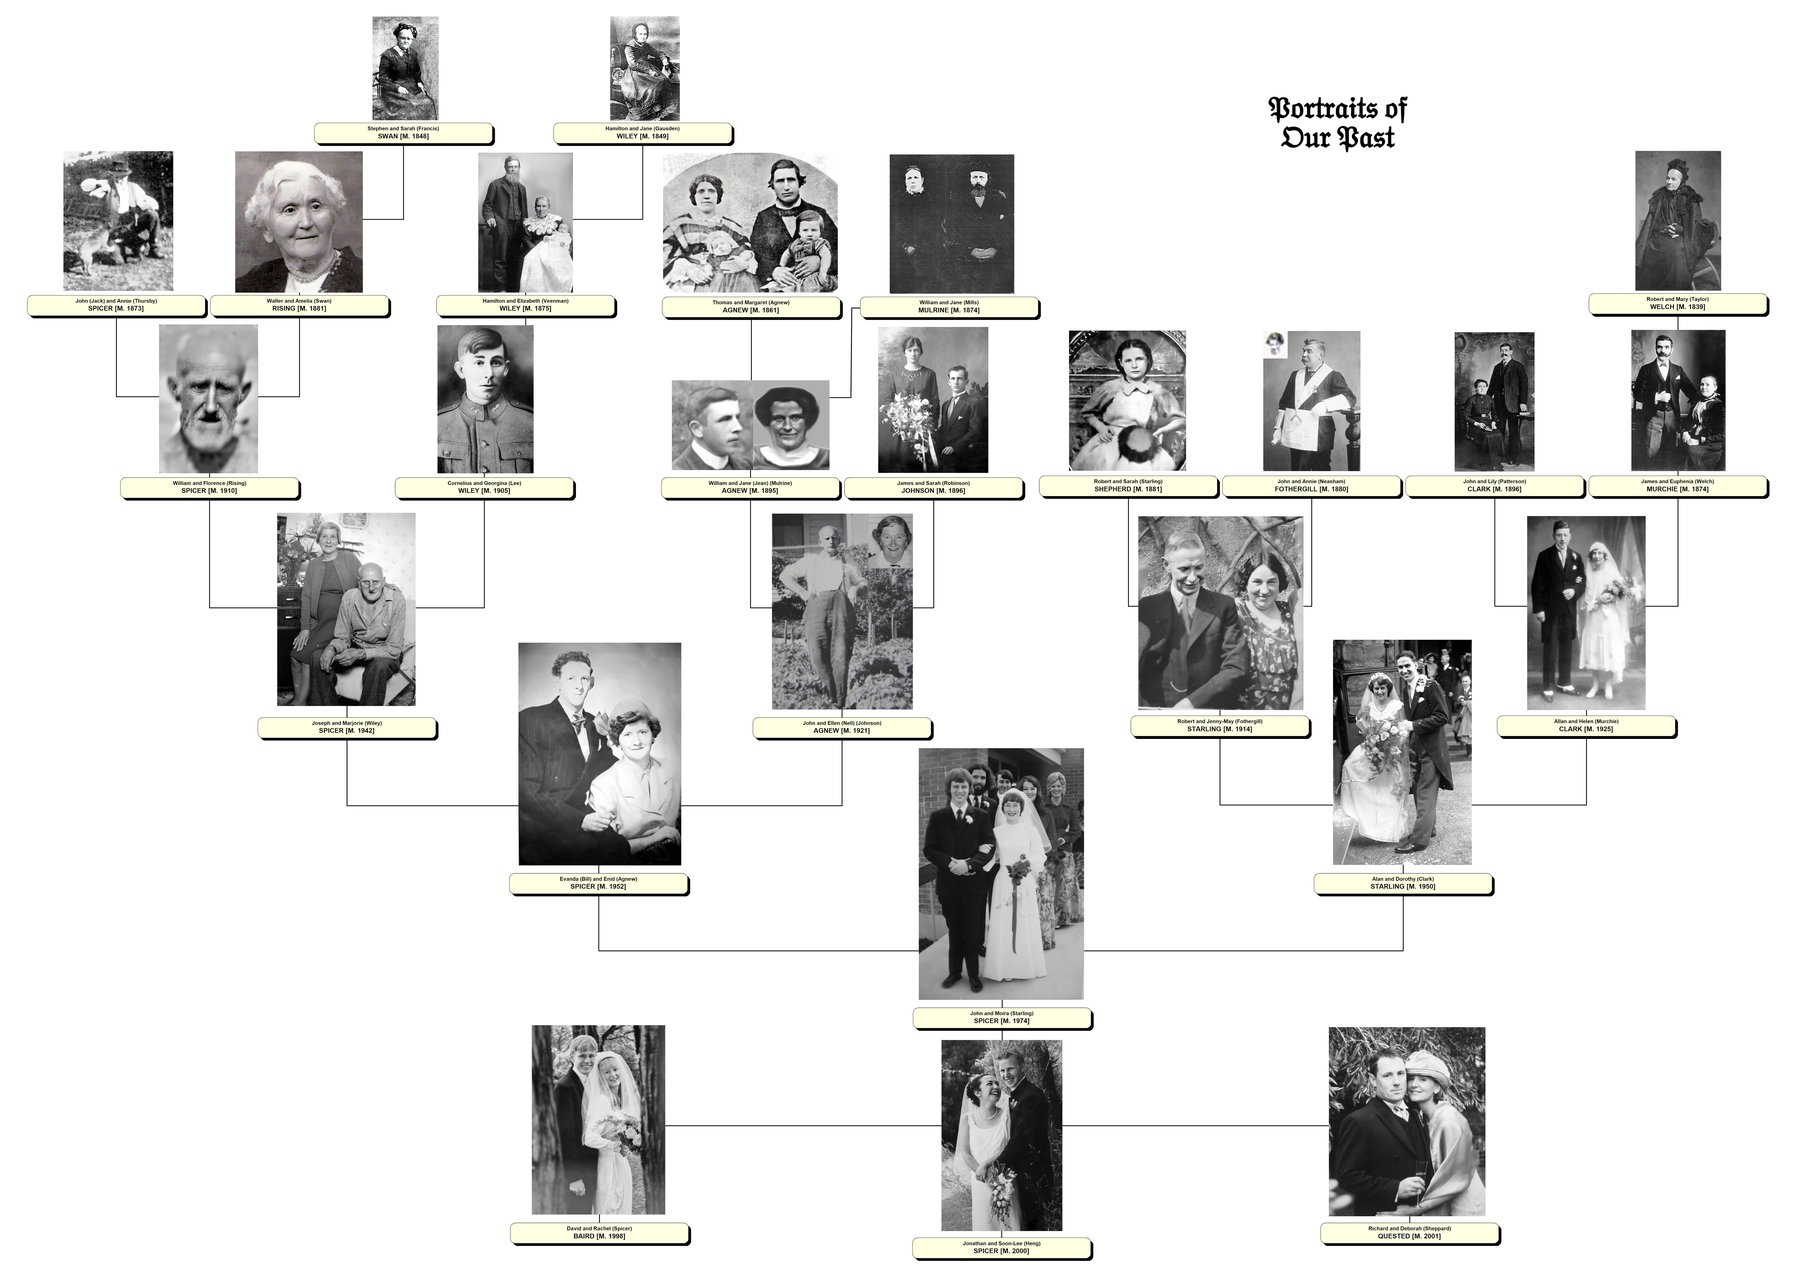 Portraits of
Our Past
Stephen and Sarah (Francis)
SWAN [M. 1848]
Hamilton and Jane (Gausden)
WILEY [M. 1849]
John (Jack) and Annie (Thursby)
SPICER [M. 1873]
Walter and Amelia (Swan)
RISING [M. 1881]
Hamilton and Elizabeth (Veenman)
WILEY [M. 1875]
Thomas and Margaret (Agnew)
AGNEW [M. 1861]
William and Jane (Mills)
MULRINE [M. 1874]
Robert and Mary (Taylor)
WELCH [M. 1839]
William and Florence (Rising)
SPICER [M. 1910]
Cornelius and Georgina (Lee)
WILEY [M. 1905]
William and Jane (Jean) (Mulrine)
AGNEW [M. 1895]
James and Sarah (Robinson)
JOHNSON [M. 1896]
Robert and Sarah (Starling)
SHEPHERD [M. 1881]
John and Annie (Neasham)
FOTHERGILL [M. 1880]
John and Lily (Patterson)
CLARK [M. 1896]
James and Euphenia (Welch)
MURCHIE [M. 1874]
Joseph and Marjorie (Wiley)
SPICER [M. 1942]
John and Ellen (Nell) (Johnson)
AGNEW [M. 1921]
Robert and Jenny-May (Fothergill)
STARLING [M. 1914]
Allan and Helen (Murchie)
CLARK [M. 1925]
Evanda (Bill) and Enid (Agnew)
SPICER [M. 1952]
Alan and Dorothy (Clark)
STARLING [M. 1950]
John and Moira (Starling)
SPICER [M. 1974]
David and Rachel (Spicer)
BAIRD [M. 1998]
Jonathan and Soon-Lee (Heng)
SPICER [M. 2000]
Richard and Deborah (Sheppard)
QUESTED [M. 2001]